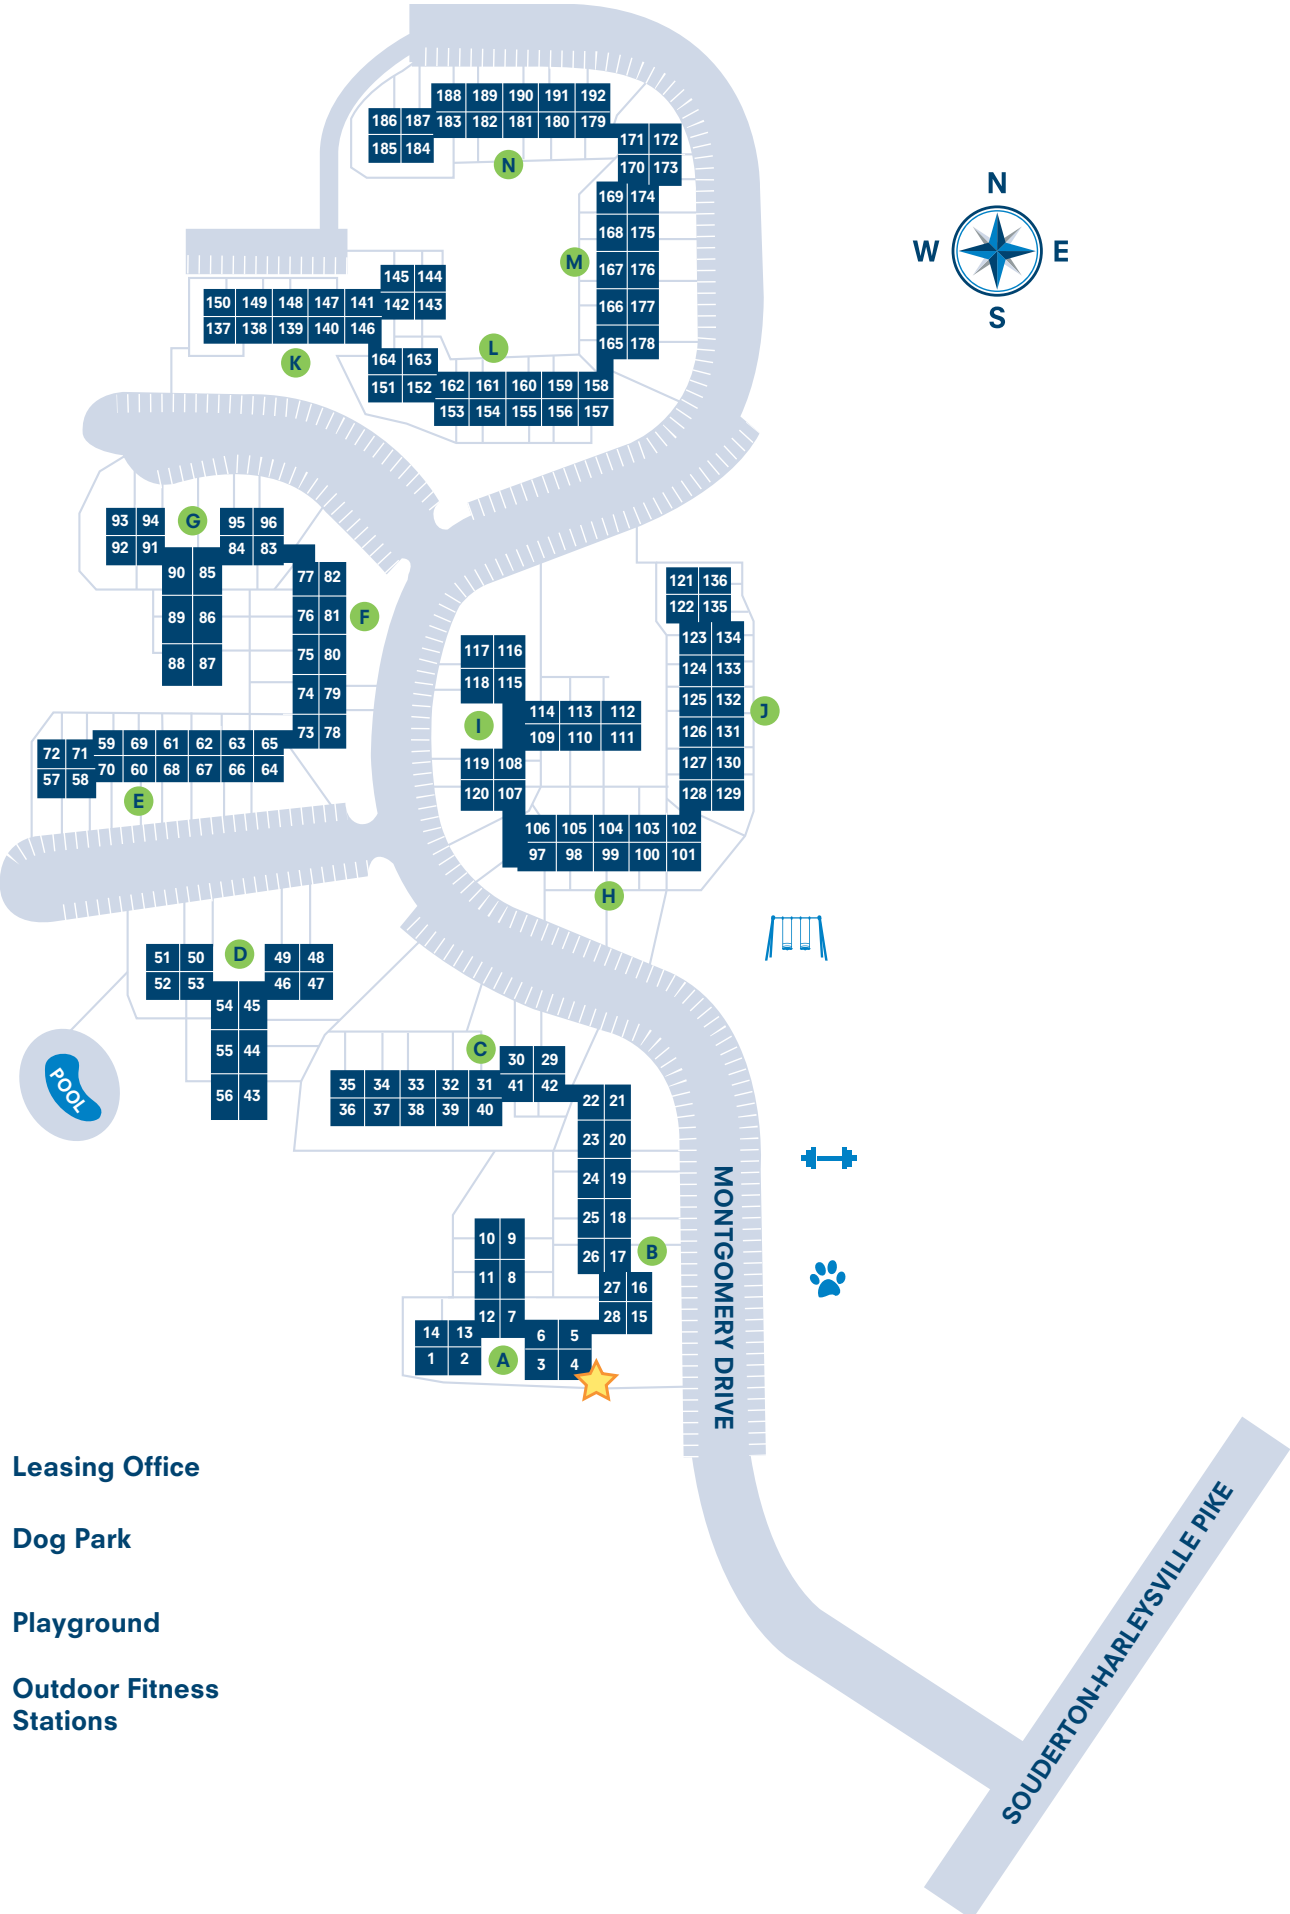 188 189 190 191 192
186 187 183 182 181 180 179
185 184
171 172
170 173
N
N
169 174
168 175
W E
M
167 176
145 144
150 149 148 147 141 142 143
166 177
S
137 138 139 140 146
165 178
L
K
164 163
151 152 162 161 160 159 158
153 154 155 156 157
93 94 G 95 96
92 91 84 83
90 85
77 82
121 136
122 135
89 86
76 81 F
123 134
117 116
88 87
75 80
124 133
118 115
74 79
125 132
J
114 113 112
I
73 78
126 131
109 110 111
72 71 59 69 61 62 63 65
57 58 70 60 68 67 66 64
119 108
127 130
120 107
128 129
E
106 105 104 103 102
97 98 99 100 101
H
51 50 D 49 48
52 53 46 47
54 45
55 44
C
30 29
POOL
35 34 33 32 31 41 42
56 43
36 37 38 39 40
22 21
23 20
24 19
MONTGOMERY DRIVE
25 18
10 9
26 17 B
11 8
27 16
12 7
28 15
14 13
6 5
1 2 A 3 4
Leasing Office
SOUDERTON-HARLEYSVILLE PIKE
Dog Park
Playground
Outdoor Fitness
Stations